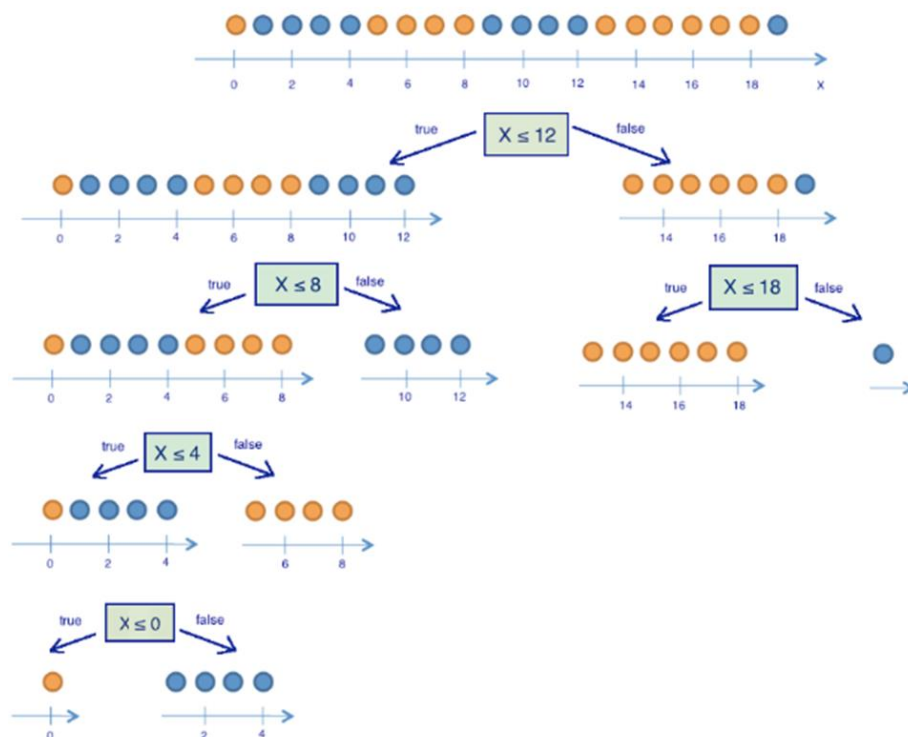 0 2 4 6 8 10 12 14 16 18 X
true X ≤ 12 false
0 2 4 6 8 10 12
14 16 18
true X ≤ 8 false
true X ≤ 18 false
0 2 4 6 8
10 12
14 16 18
true X ≤ 4 false
0 2 4
6 8
true X ≤ 0 false
0
2 4